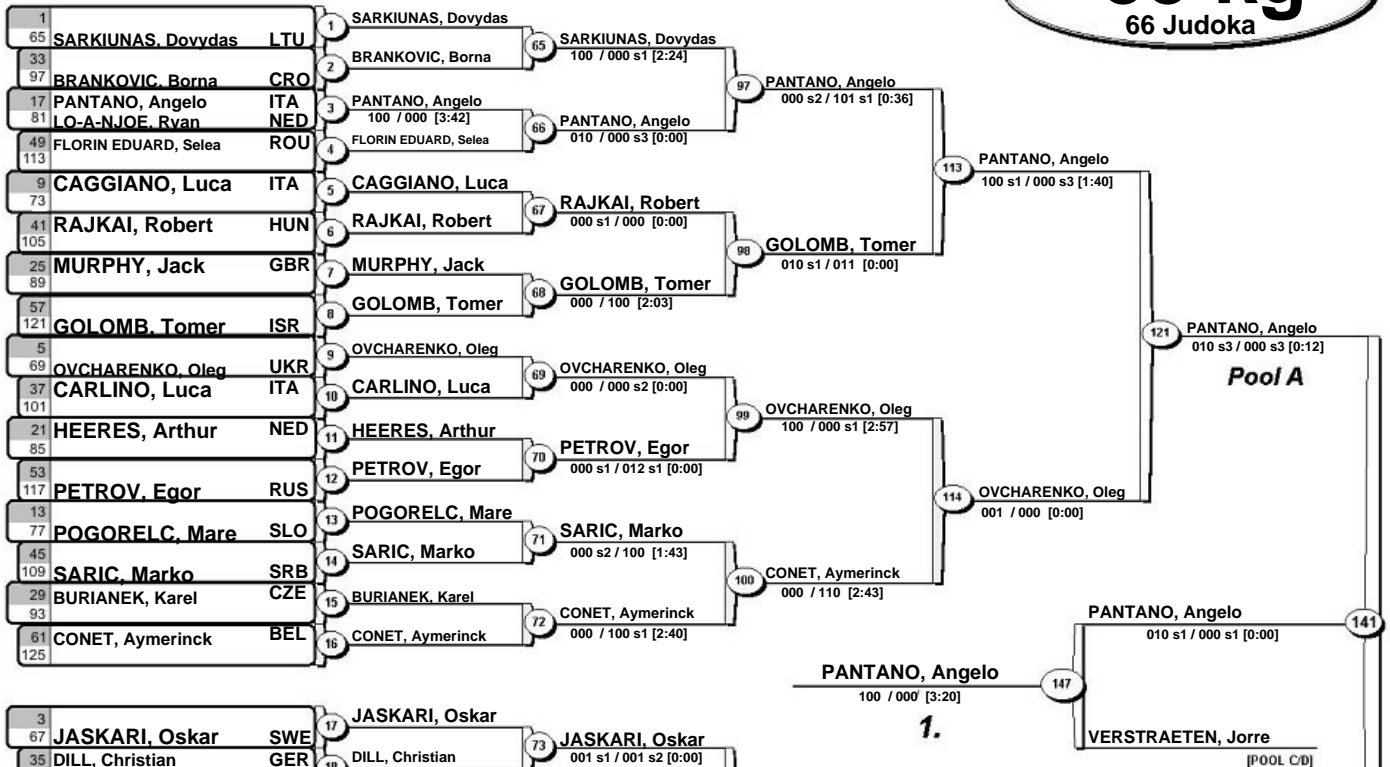 66 Judoka
1
65 SARKIUNAS, Dovydas LTU
33
97 BRANKOVIC, Borna CRO
17 PANTANO, Angelo ITA
81 LO-A-NJOE, Ryan NED
49 FLORIN EDUARD, Selea ROU
113
9 CAGGIANO, Luca ITA
73
41 RAJKAI, Robert HUN
105
25 MURPHY, Jack GBR
89
57
121 GOLOMB, Tomer ISR
5
69 OVCHARENKO, Oleg UKR
37 CARLINO, Luca ITA
101
21 HEERES, Arthur NED
85
53
117 PETROV, Egor RUS
13
77 POGORELC, Mare SLO
45
109 SARIC, Marko SRB
29 BURIANEK, Karel CZE
93
61 CONET, Aymerinck BEL
125
3
67 JASKARI, Oskar SWE
35 DILL, Christian GER
1 SARKIUNAS, Dovydas
2 BRANKOVIC, Borna
3 PANTANO, Angelo
100 / 000 [3:42]
4 FLORIN EDUARD, Selea
5 CAGGIANO, Luca
6 RAJKAI, Robert
7 MURPHY, Jack
8 GOLOMB, Tomer
9 OVCHARENKO, Oleg
10 CARLINO, Luca
11 HEERES, Arthur
12 PETROV, Egor
13 POGORELC, Mare
14 SARIC, Marko
15 BURIANEK, Karel
16 CONET, Aymerinck
17 JASKARI, Oskar
18 DILL, Christian
65 SARKIUNAS, Dovydas
100 / 000 s1 [2:24]
66 PANTANO, Angelo
010 / 000 s3 [0:00]
67 RAJKAI, Robert
000 s1 / 000 [0:00]
68 GOLOMB, Tomer
000 / 100 [2:03]
69 OVCHARENKO, Oleg
000 / 000 s2 [0:00]
70 PETROV, Egor
000 s1 / 012 s1 [0:00]
71 SARIC, Marko
000 s2 / 100 [1:43]
72 CONET, Aymerinck
000 / 100 s1 [2:40]
73 JASKARI, Oskar
001 s1 / 001 s2 [0:00]
97 PANTANO, Angelo
000 s2 / 101 s1 [0:36]
98 GOLOMB, Tomer
010 s1 / 011 [0:00]
99 OVCHARENKO, Oleg
100 / 000 s1 [2:57]
100 CONET, Aymerinck
000 / 110 [2:43]
113 PANTANO, Angelo
100 s1 / 000 s3 [1:40]
114 OVCHARENKO, Oleg
001 / 000 [0:00]
121 PANTANO, Angelo
010 s3 / 000 s3 [0:12]
Pool A
PANTANO, Angelo 141
010 s1 / 000 s1 [0:00]
PANTANO, Angelo 147
100 / 000 [3:20]
1.
VERSTRAETEN, Jorre
[POOL C/D]